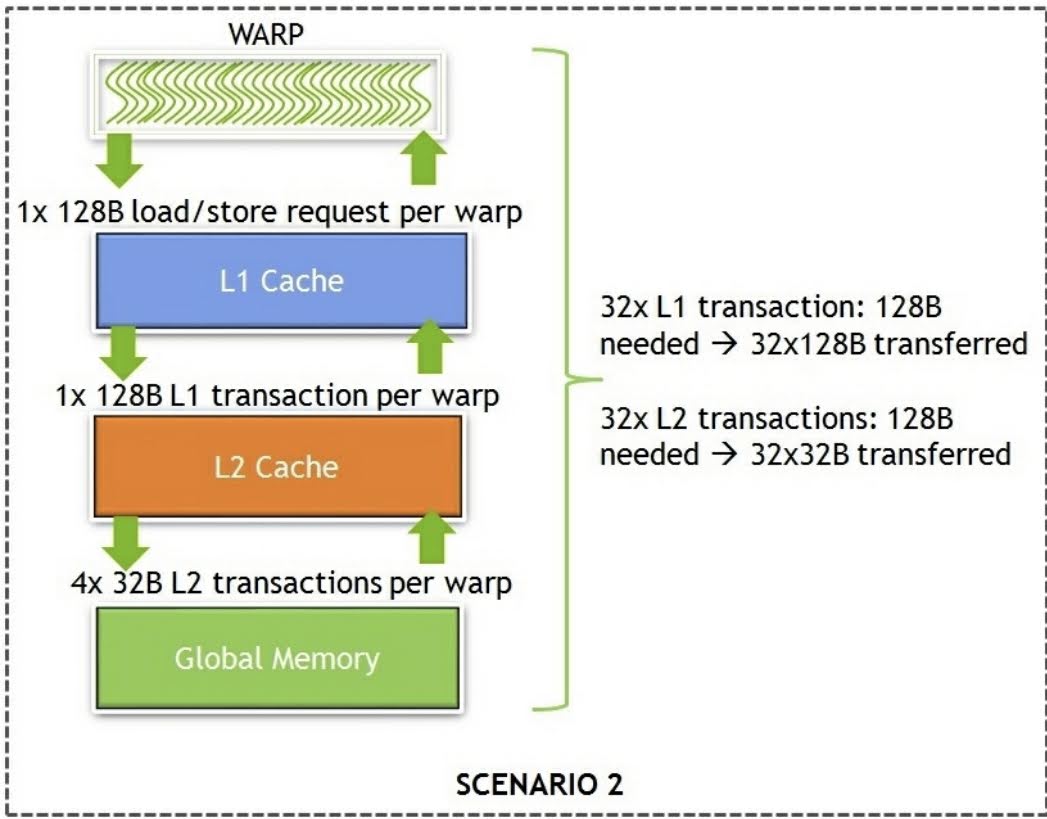 WARP
1x 128B load/store request per warp
L1 Cache
1x 128B L1 transaction per warp
L2 Cache
4x 32B L2 transactions per warp
Global Memory
32x L1 transaction: 128B
needed → 32x128B transferred
32x L2 transactions: 128B
needed → 32x32B transferred
SCENARIO 2